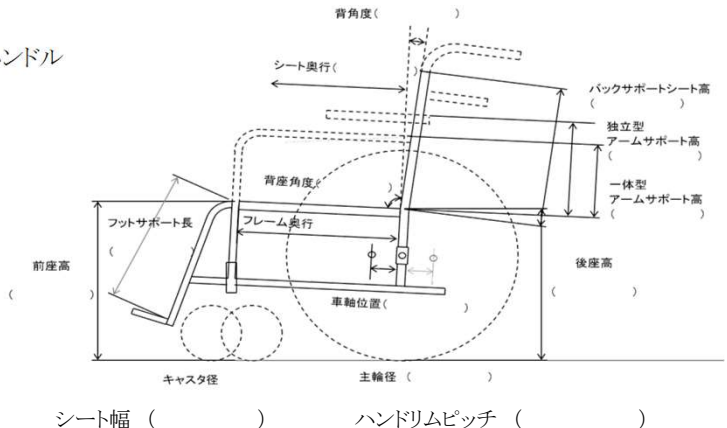 背角度(　　　　)
ンドル
シート奥行(　　　　)
バックサポートシート高
(　　　　)
独立型
アームサポート高
(　　　　)
背座角度(　　　　)
一体型
アームサポート高
(　　　　)
フットサポート長
(　　　　)
フレーム奥行
前座高
(　　　　)
後座高
(　　　　)
車軸位置(　　　　)
キャスタ径
主輪径 (　　　　)
シート幅 (　　　　)　　ハンドリムピッチ (　　　　)